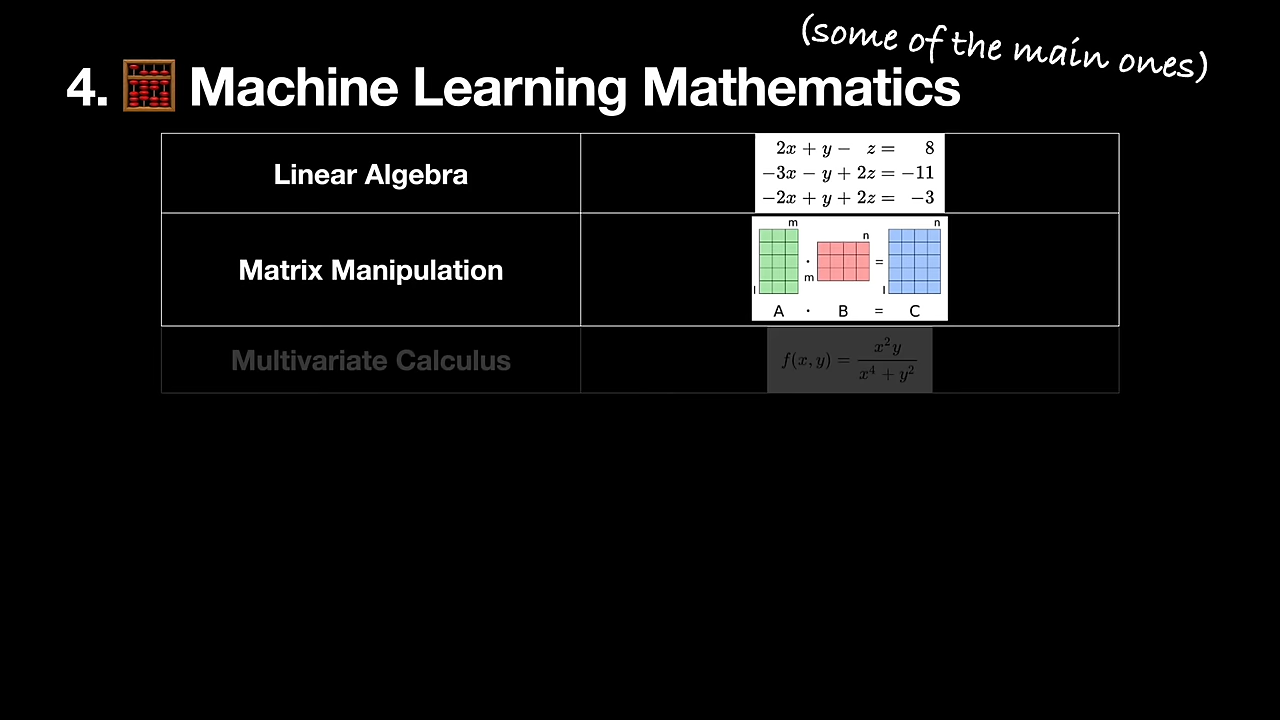 (some of the main ones)
4. 🧮 Machine Learning Mathematics
Linear Algebra
2x + y − z = 8
−3x − y + 2z = −11
−2x + y + 2z = −3
Matrix Manipulation
m
n
n
· =
m
l
l
A · B = C
Multivariate Calculus
f(x, y) = x²y / x⁴ + y²